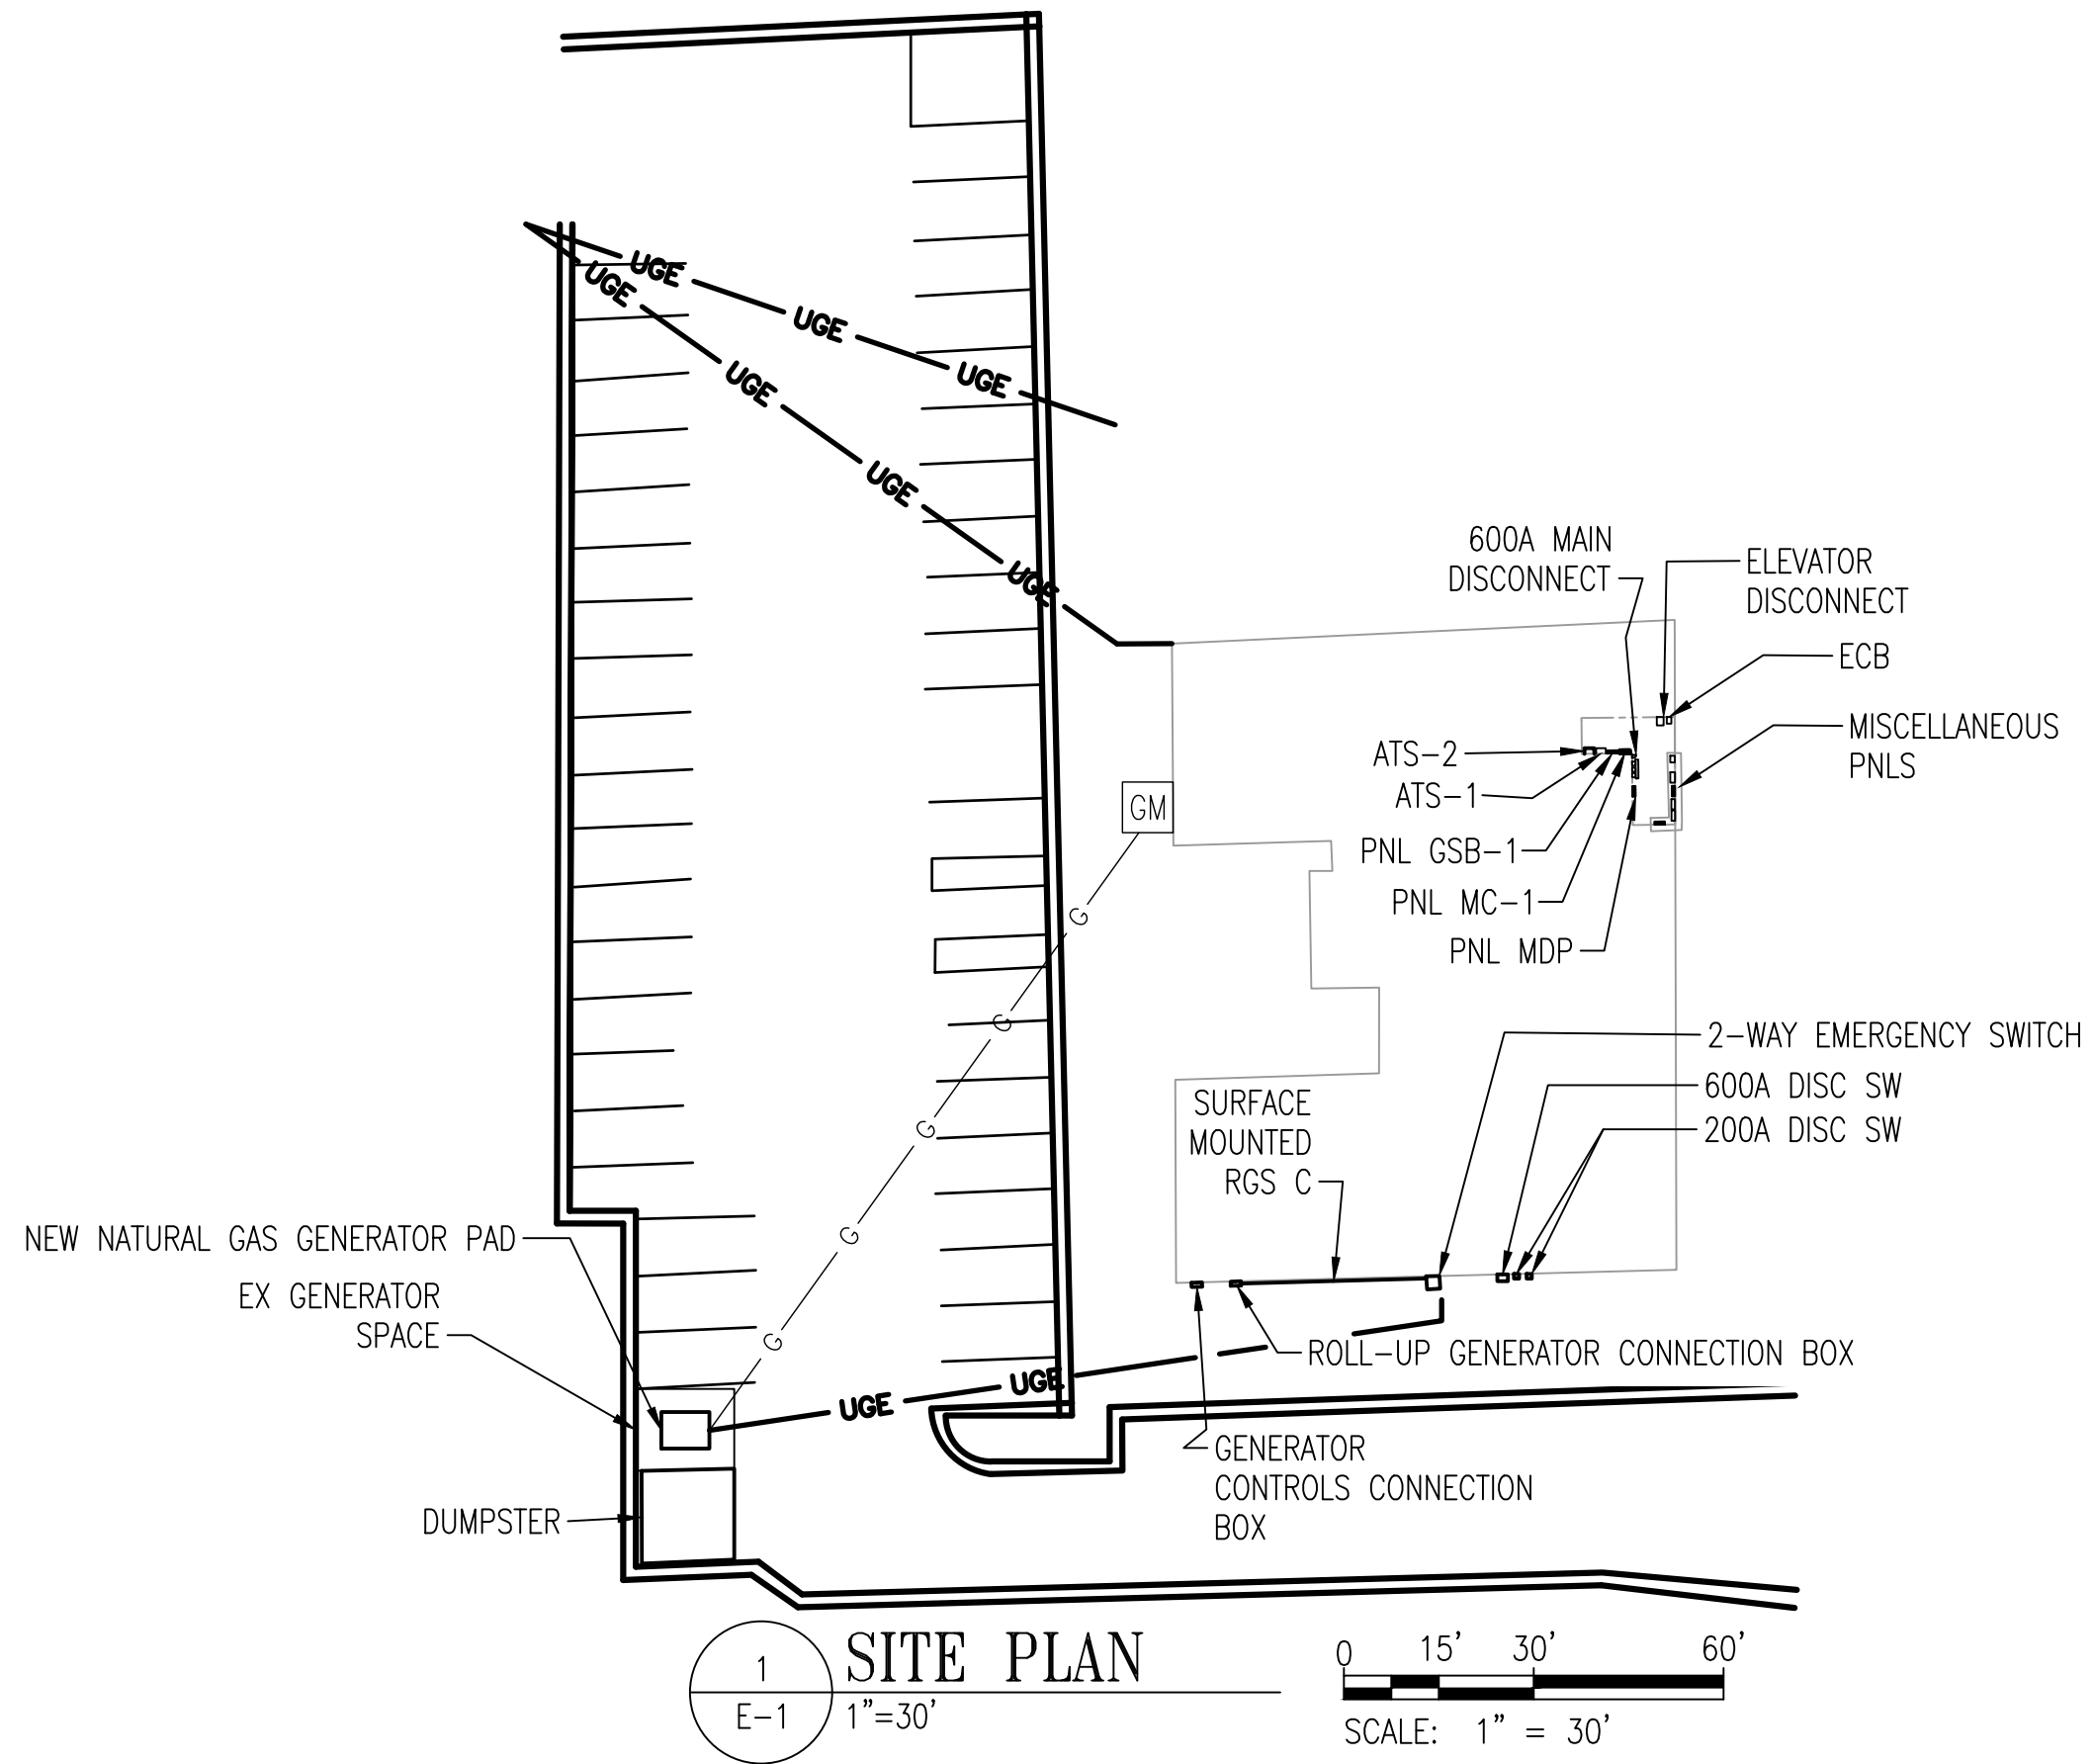 UGE
UGE
UGE
UGE
UGE
UGE
UGE
600A MAIN
DISCONNECT
ELEVATOR
DISCONNECT
ECB
MISCELLANEOUS
PNLS
ATS-2
ATS-1
GM
PNL GSB-1
PNL MC-1
PNL MDP
G
G
G
G
G
2-WAY EMERGENCY SWITCH
600A DISC SW
200A DISC SW
SURFACE
MOUNTED
RGS C
NEW NATURAL GAS GENERATOR PAD
EX GENERATOR
SPACE
ROLL-UP GENERATOR CONNECTION BOX
UGE
UGE
GENERATOR
CONTROLS CONNECTION
BOX
DUMPSTER
1
E-1
SITE PLAN
1"=30'
0 15' 30' 60'
SCALE: 1" = 30'